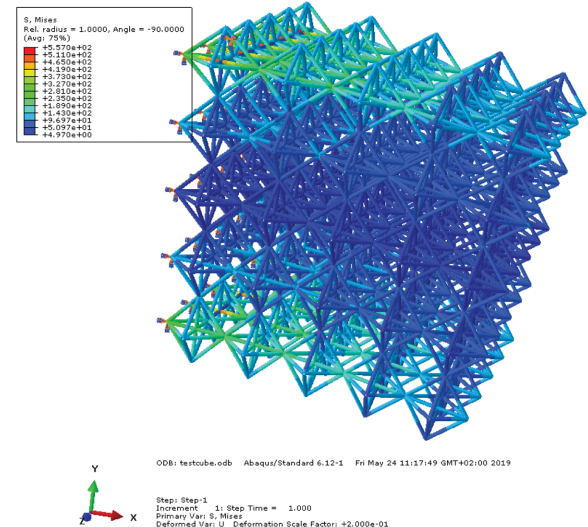 S, Mises
Rel. radius = 1.0000, Angle = -90.0000
(Avg: 75%)
+5.570e+02
+5.110e+02
+4.650e+02
+4.190e+02
+3.730e+02
+3.270e+02
+2.810e+02
+2.350e+02
+1.890e+02
+1.430e+02
+9.697e+01
+5.097e+01
+4.970e+00
ODB: testcube.odb Abaqus/Standard 6.12-1 Fri May 24 11:17:49 GMT+02:00 2019
Y
Z X
Step: Step-1
Increment 1: Step Time = 1.000
Primary Var: S, Mises
Deformed Var: U Deformation Scale Factor: +2.000e-01